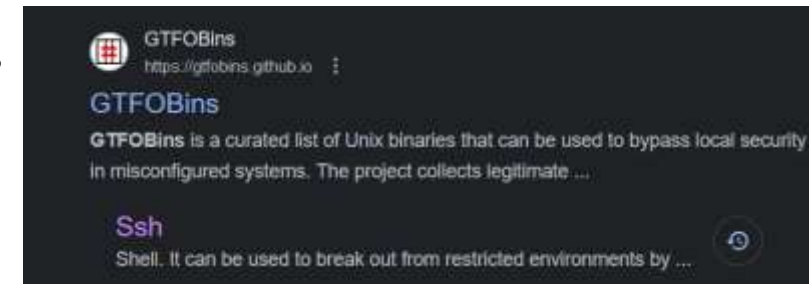 GTFOBins
https://gtfobins.github.io
GTFOBins
GTFOBins is a curated list of Unix binaries that can be used to bypass local security
in misconfigured systems. The project collects legitimate ...
Ssh
Shell. It can be used to break out from restricted environments by ...